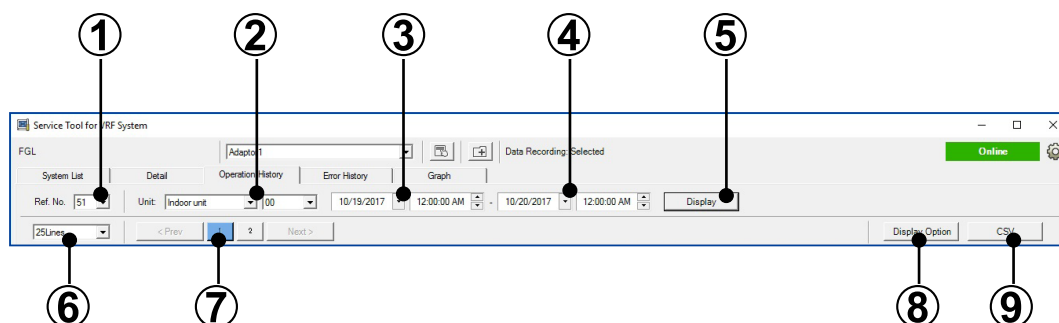 1 2 3 4 5
Service Tool for VRF System
FGL Adaptor1 Data Recording: Selected Online
System List Detail Operation History Error History Graph
Ref. No. 51 Unit: Indoor unit 00 10/19/2017 12:00:00 AM - 10/20/2017 12:00:00 AM Display
25Lines < Prev 1 2 Next > Display Option CSV
6 7 8 9